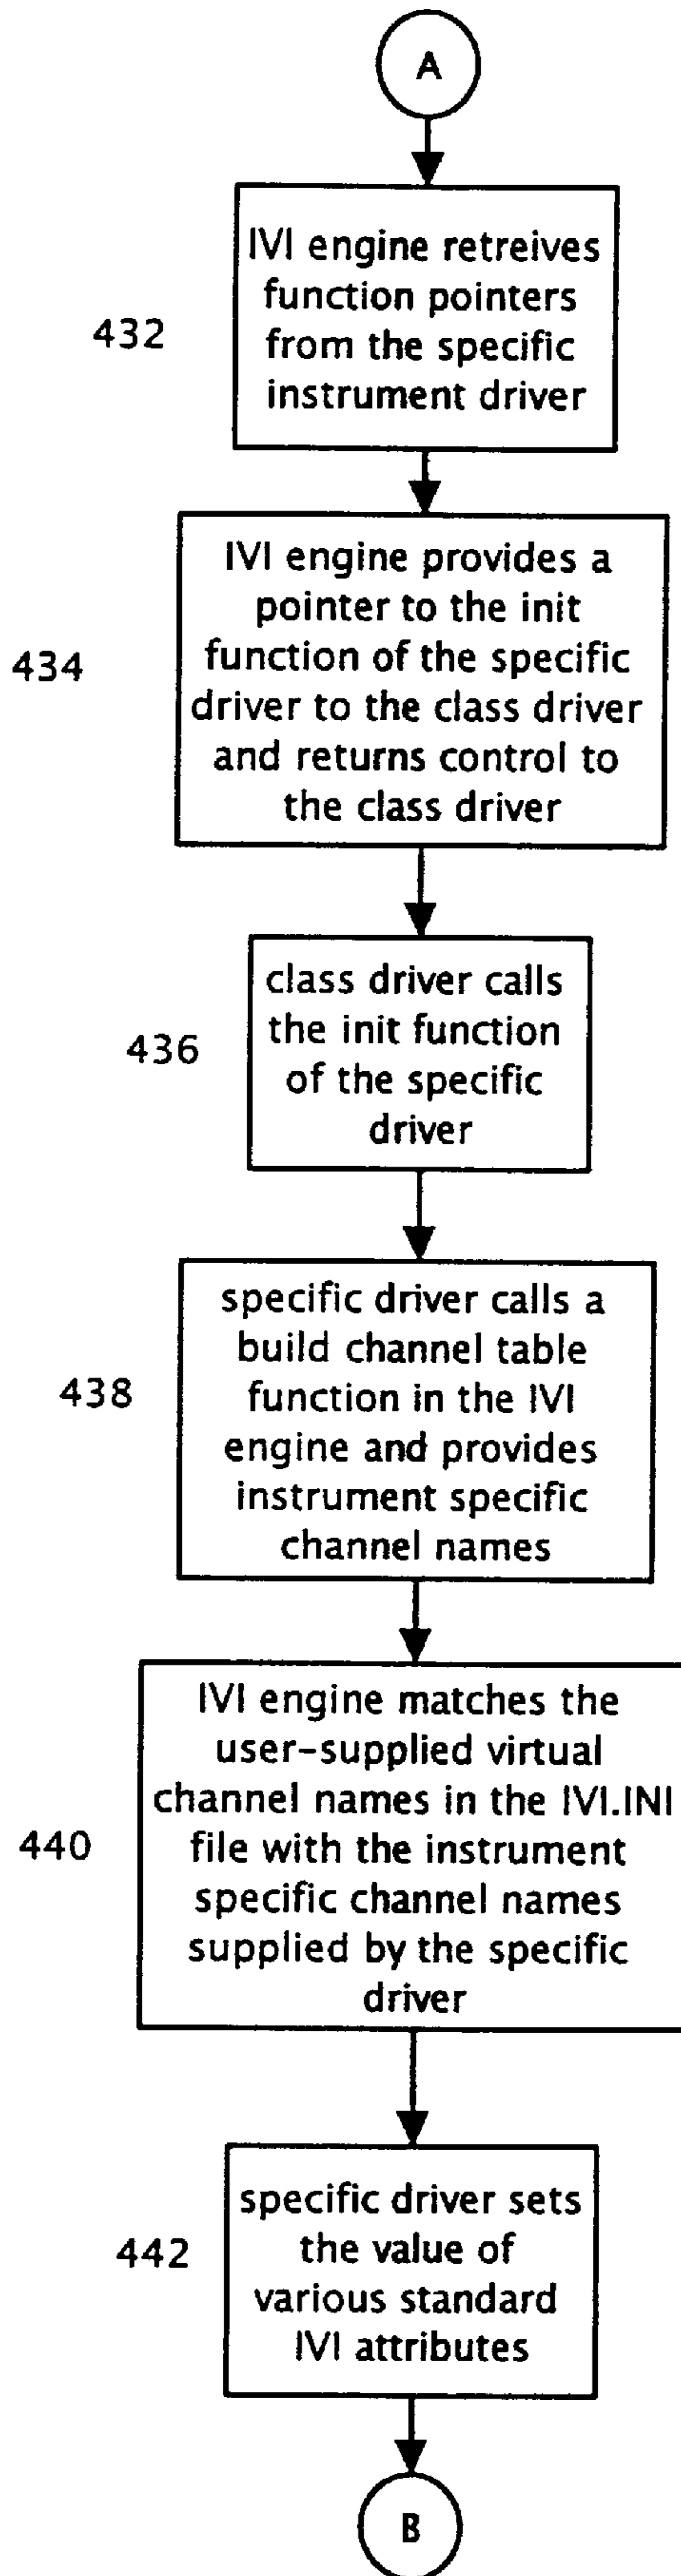 A
432
IVI engine retreives
function pointers
from the specific
instrument driver
434
IVI engine provides a
pointer to the init
function of the specific
driver to the class driver
and returns control to
the class driver
436
class driver calls
the init function
of the specific
driver
438
specific driver calls a
build channel table
function in the IVI
engine and provides
instrument specific
channel names
440
IVI engine matches the
user-supplied virtual
channel names in the IVI.INI
file with the instrument
specific channel names
supplied by the specific
driver
442
specific driver sets
the value of
various standard
IVI attributes
B